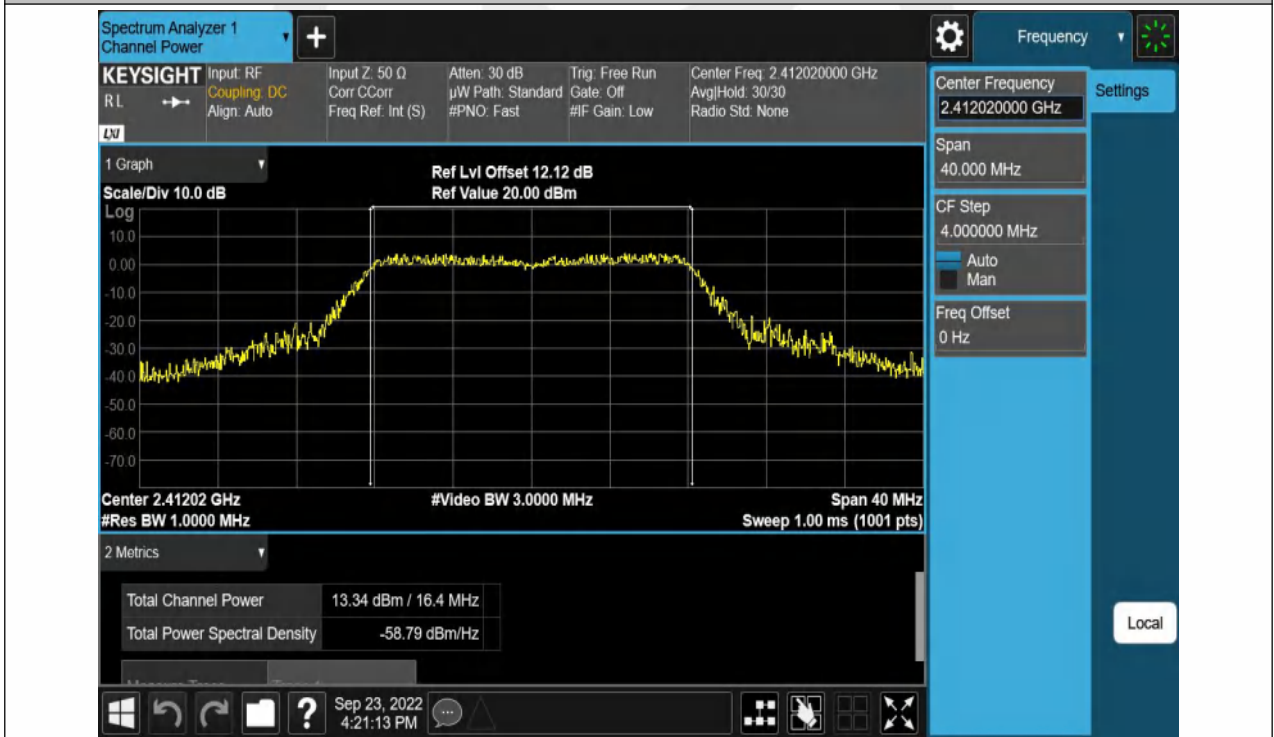 Spectrum Analyzer 1
Channel Power
+
Frequency
KEYSIGHT
RL
LXI
Input: RF
Coupling: DC
Align: Auto
Input Z: 50 Ω
Corr CCorr
Freq Ref: Int (S)
Atten: 30 dB
µW Path: Standard
#PNO: Fast
Trig: Free Run
Gate: Off
#IF Gain: Low
Center Freq: 2.412020000 GHz
Avg|Hold: 30/30
Radio Std: None
Center Frequency
2.412020000 GHz
Settings
Span
40.000 MHz
CF Step
4.000000 MHz
Auto
Man
Freq Offset
0 Hz
1 Graph
Scale/Div 10.0 dB
Ref Lvl Offset 12.12 dB
Ref Value 20.00 dBm
Log
10.0
0.00
-10.0
-20.0
-30.0
-40.0
-50.0
-60.0
-70.0
Center 2.41202 GHz
#Video BW 3.0000 MHz
Span 40 MHz
#Res BW 1.0000 MHz
Sweep 1.00 ms (1001 pts)
2 Metrics
Total Channel Power 13.34 dBm / 16.4 MHz
Total Power Spectral Density -58.79 dBm/Hz
Local
?
Sep 23, 2022
4:21:13 PM